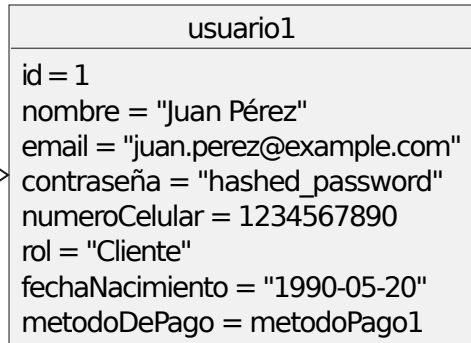 usuario1
id = 1
nombre = "Juan Pérez"
email = "juan.perez@example.com"
contraseña = "hashed_password"
numeroCelular = 1234567890
rol = "Cliente"
fechaNacimiento = "1990-05-20"
metodoDePago = metodoPago1